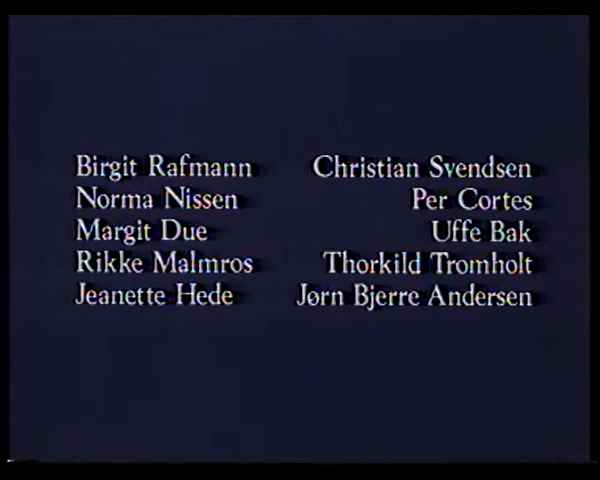 Birgit Rafmann Christian Svendsen
Norma Nissen Per Cortes
Margit Due Uffe Bak
Rikke Malmros Thorkild Tromholt
Jeanette Hede Jørn Bjerre Andersen